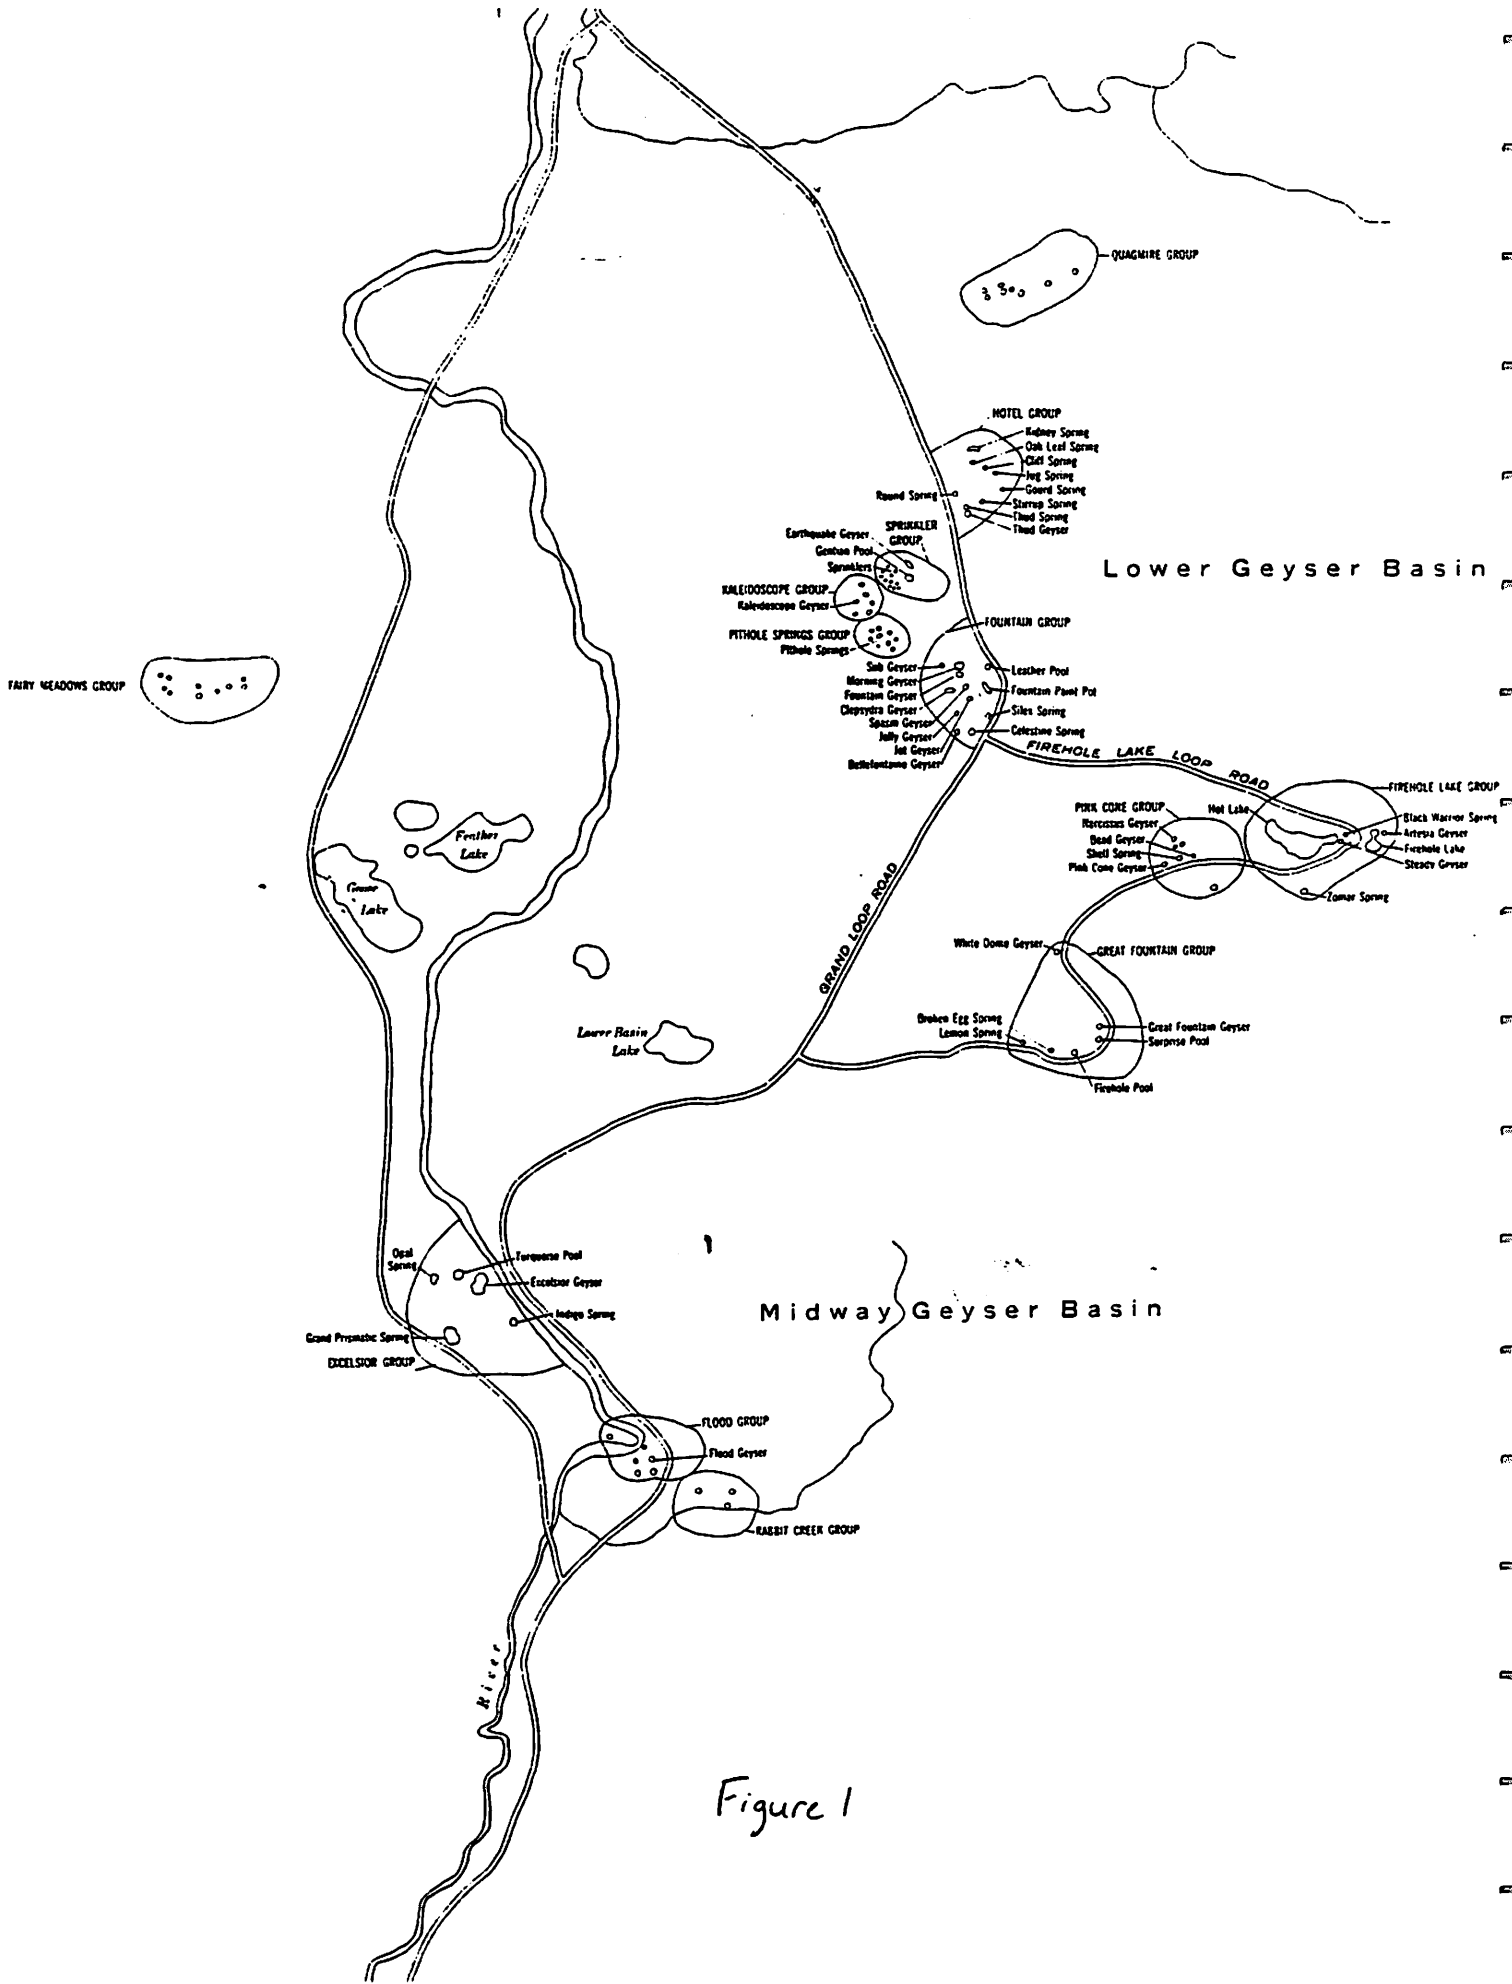 QUAGMIRE GROUP
HOTEL GROUP
Kidney Spring
Oak Leaf Spring
Cliff Spring
Jug Spring
Gourd Spring
Stirrup Spring
Thud Spring
Thud Geyser
Round Spring
SPRINKLER
GROUP
Earthquake Geyser
Gentian Pool
Sprinklers
Lower Geyser Basin
KALEIDOSCOPE GROUP
Kaleidoscope Geyser
PITHOLE SPRINGS GROUP
Pithole Springs
FOUNTAIN GROUP
Sub Geyser
Morning Geyser
Fountain Geyser
Clepsydra Geyser
Spasm Geyser
Jelly Geyser
Jet Geyser
Bellefontaine Geyser
Leather Pool
Fountain Paint Pot
Silex Spring
Celestine Spring
FAIRY MEADOWS GROUP
FIREHOLE LAKE LOOP ROAD
FIREHOLE LAKE GROUP
Hot Lake
Black Warrior Spring
Artesia Geyser
Firehole Lake
Steady Geyser
Zomar Spring
PINK CONE GROUP
Narcissus Geyser
Bead Geyser
Shell Spring
Pink Cone Geyser
Feather
Lake
Goose
Lake
GRAND LOOP ROAD
White Dome Geyser
GREAT FOUNTAIN GROUP
Broken Egg Spring
Lemon Spring
Great Fountain Geyser
Surprise Pool
Firehole Pool
Lower Basin
Lake
Opal
Spring
Turquoise Pool
Excelsior Geyser
Indigo Spring
Grand Prismatic Spring
EXCELSIOR GROUP
Midway Geyser Basin
FLOOD GROUP
Flood Geyser
RABBIT CREEK GROUP
River
Figure 1